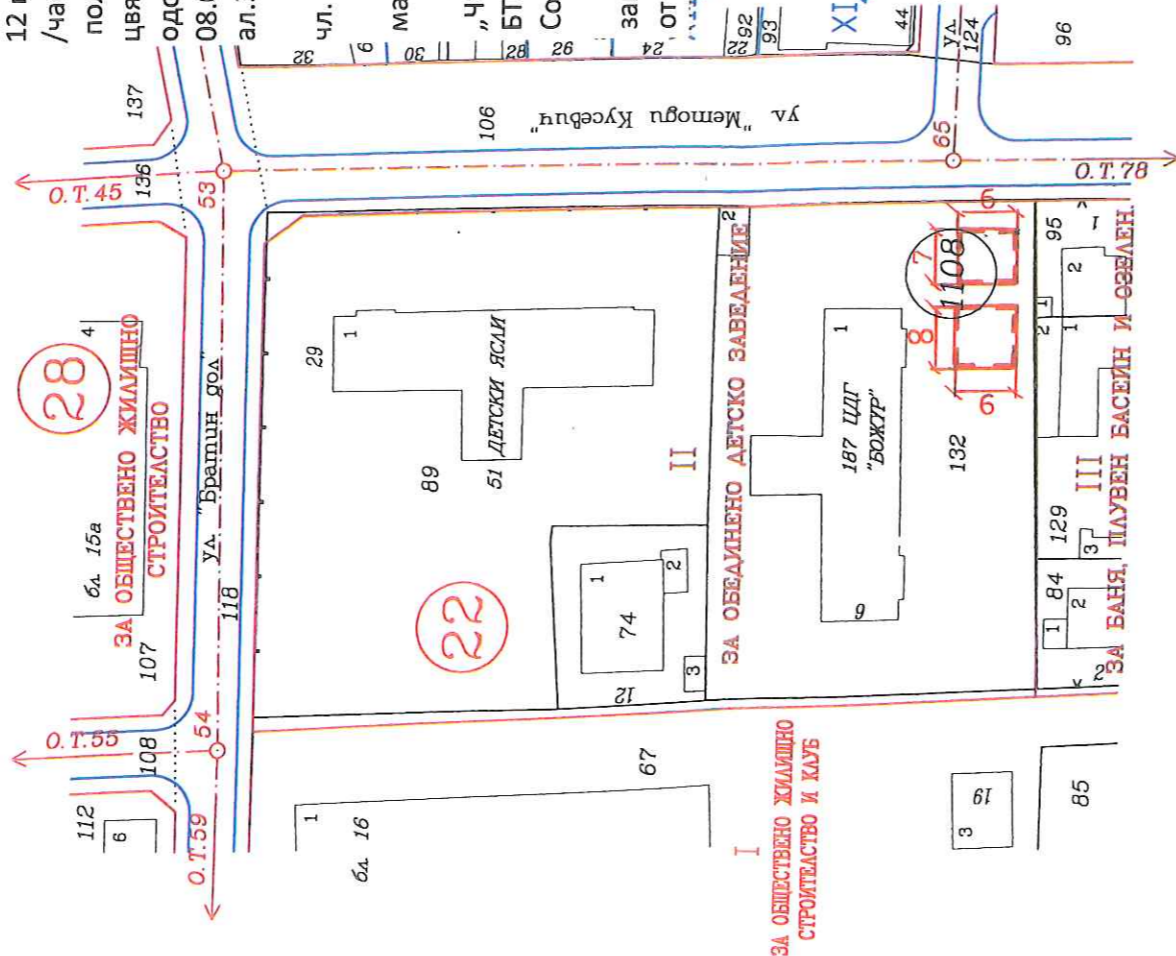 12
/ча
пол
цвя
одо
08.0
ал.
чл.
ма
„Ч
БТ
Со
за
от
XI,
О.Т.45
136
137
53
28
ЗА ОБЩЕСТВЕНО ЖИЛИЩНО
СТРОИТЕЛСТВО
бл 15а
4
107
ул. "Братин дол"
118
О.Т.55
108
112
6
54
О.Т.59
32
6
30
28
26
24
22
92
93
44
ул.
124
96
106
ул. "Методи Кусевич"
65
О.Т.78
29
1
ДЕТСКИ ЯСЛИ
51
89
II
22
1
2
74
3
12
2
ЗА ОБЕДИНЕНО ДЕТСКО ЗАВЕДЕНИЕ
1
187 ЦДГ
"БОЖУР"
6
1108
7
6
8
6
132
95
1
2
1
2
1
129
III
3
84
1
2
2
ЗА БАНЯ, ПЛУВЕН БАСЕЙН И ОЗЕЛЕН
1
бл 16
67
I
ЗА ОБЩЕСТВЕНО ЖИЛИЩНО
СТРОИТЕЛСТВО И КЛУБ
3
19
85